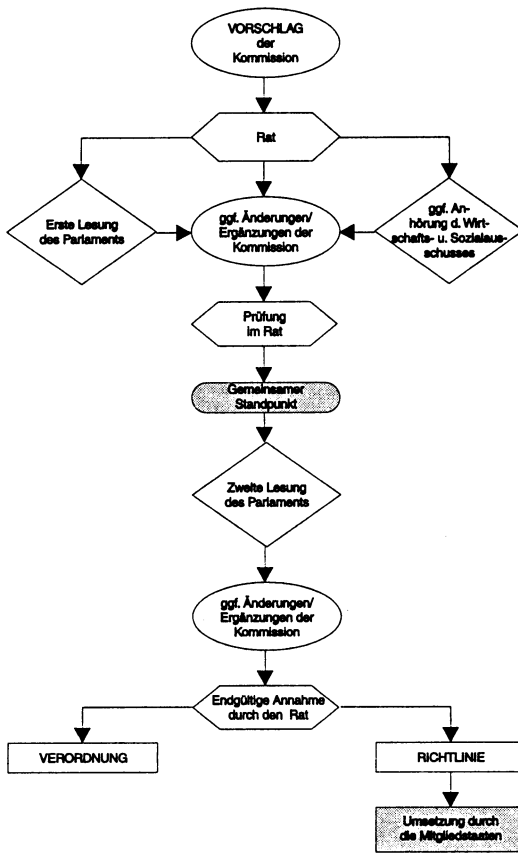 VORSCHLAG
der
Kommission
Rat
Erste Lesung
des Parlaments
ggf. Änderungen/
Ergänzungen der
Kommission
ggf. An-
hörung d. Wirt-
schafts- u. Sozialaus-
schusses
Prüfung
im Rat
Gemeinsamer
Standpunkt
Zweite Lesung
des Parlaments
ggf. Änderungen/
Ergänzungen der
Kommission
Endgültige Annahme
durch den Rat
VERORDNUNG
RICHTLINIE
Umsetzung durch
die Mitgliedstaaten